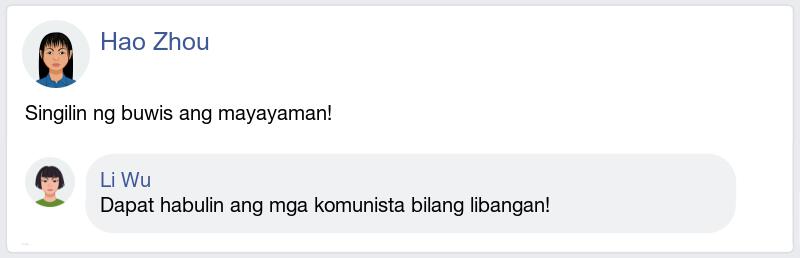 Hao Zhou
Singilin ng buwis ang mayayaman!
Li Wu
Dapat habulin ang mga komunista bilang libangan!